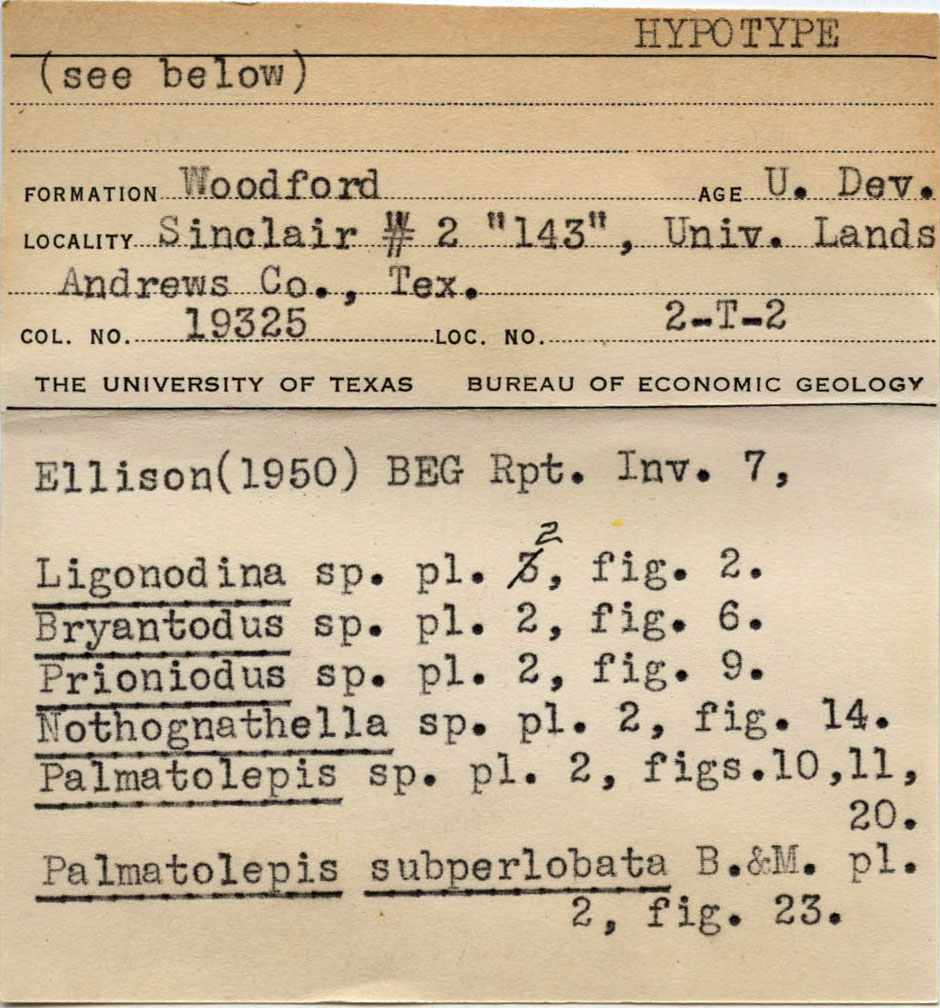 HYPOTYPE
(see below)
FORMATION Woodford AGE U. Dev.
LOCALITY Sinclair # 2 "143", Univ. Lands
Andrews Co., Tex.
COL. NO. 19325 LOC. NO. 2-T-2
THE UNIVERSITY OF TEXAS BUREAU OF ECONOMIC GEOLOGY
Ellison(1950) BEG Rpt. Inv. 7,
2
Ligonodina sp. pl. 3, fig. 2.
Bryantodus sp. pl. 2, fig. 6.
Prioniodus sp. pl. 2, fig. 9.
Nothognathella sp. pl. 2, fig. 14.
Palmatolepis sp. pl. 2, figs.10,11,
20.
Palmatolepis subperlobata B.&M. pl.
2, fig. 23.